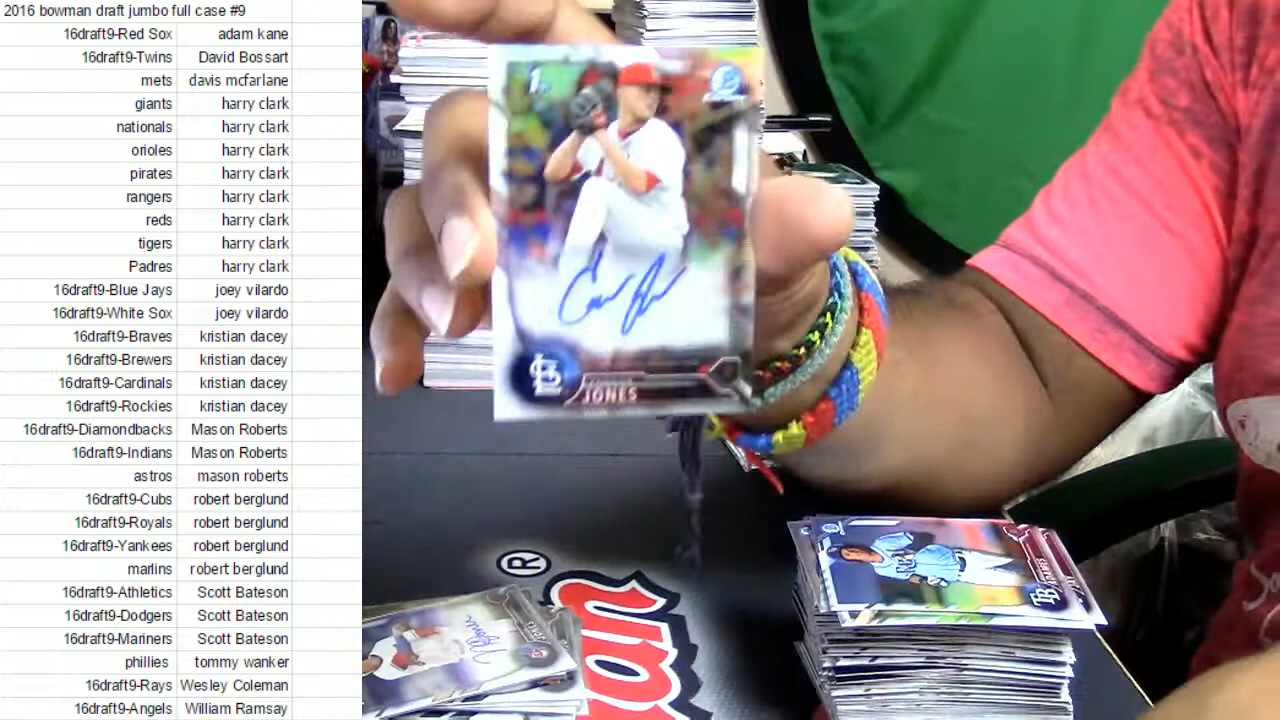 2016 bowman draft jumbo full case #9
16draft9-Red Sox adam kane
16draft9-Twins David Bossart
mets davis mcfarlane
giants harry clark
nationals harry clark
orioles harry clark
pirates harry clark
rangers harry clark
reds harry clark
tigers harry clark
Padres harry clark
16draft9-Blue Jays joey vilardo
16draft9-White Sox joey vilardo
16draft9-Braves kristian dacey
16draft9-Brewers kristian dacey
16draft9-Cardinals kristian dacey
16draft9-Rockies kristian dacey
16draft9-Diamondbacks Mason Roberts
16draft9-Indians Mason Roberts
astros mason roberts
16draft9-Cubs robert berglund
16draft9-Royals robert berglund
16draft9-Yankees robert berglund
marlins robert berglund
16draft9-Athletics Scott Bateson
16draft9-Dodgers Scott Bateson
16draft9-Mariners Scott Bateson
phillies tommy wanker
16draft9-Rays Wesley Coleman
16draft9-Angels William Ramsay
JONES
®
TB